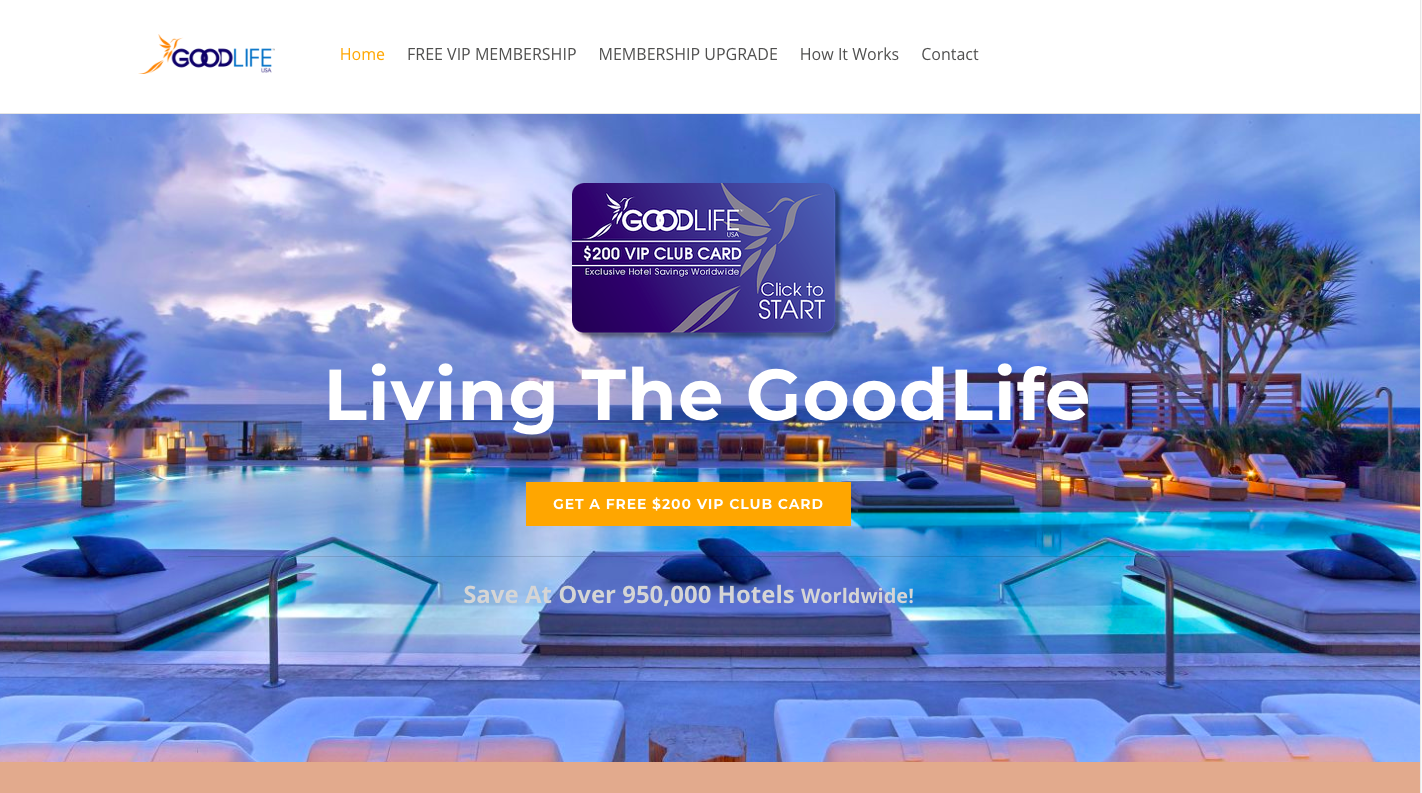 GOODLIFE
USA
Home
FREE VIP MEMBERSHIP
MEMBERSHIP UPGRADE
How It Works
Contact
GOODLIFE
USA
$200 VIP CLUB CARD
Exclusive Hotel Savings Worldwide
Click to
START
Living The GoodLife
GET A FREE $200 VIP CLUB CARD
Save At Over 950,000 Hotels Worldwide!